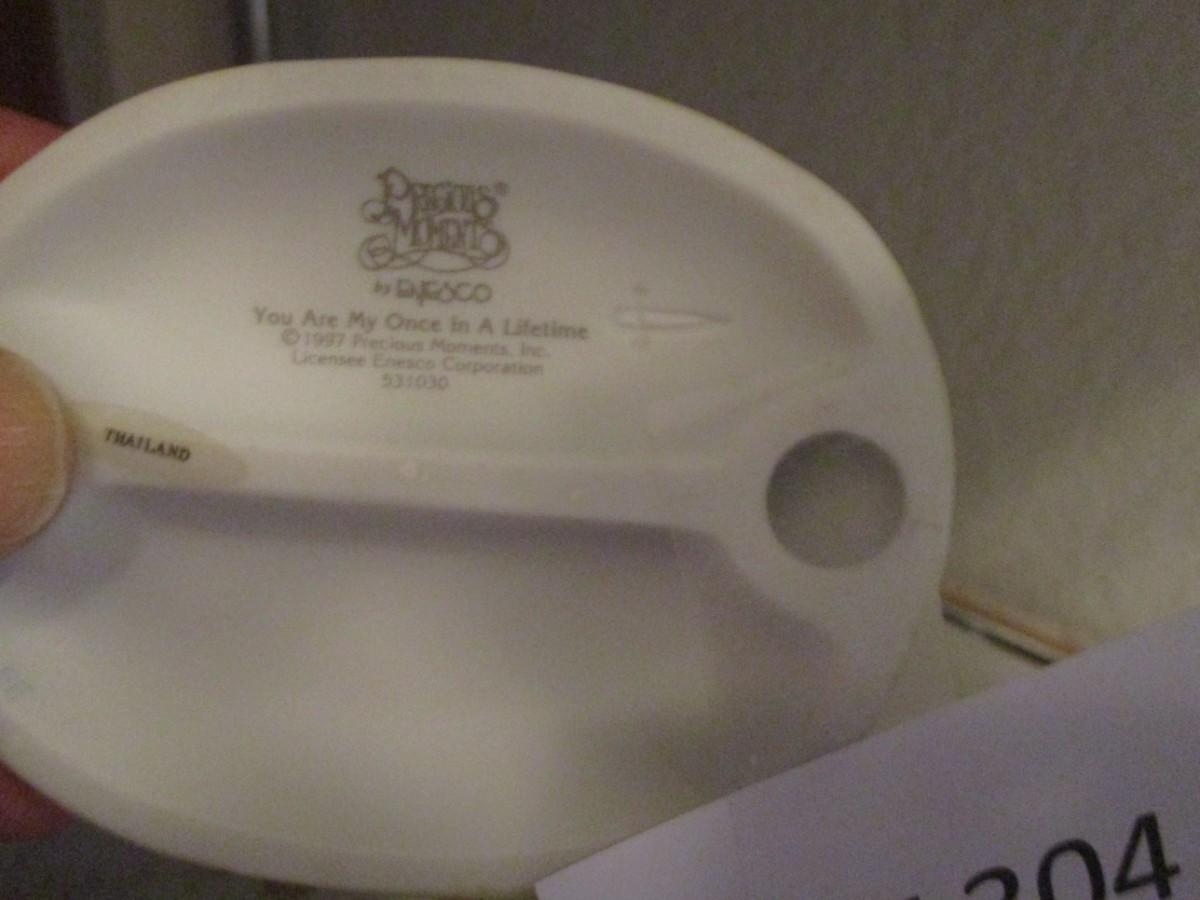 PRECIOUS®
MOMENTS
by ENESCO
You Are My Once In A Lifetime
©1997 Precious Moments, Inc.
Licensee Enesco Corporation
531030
THAILAND
304